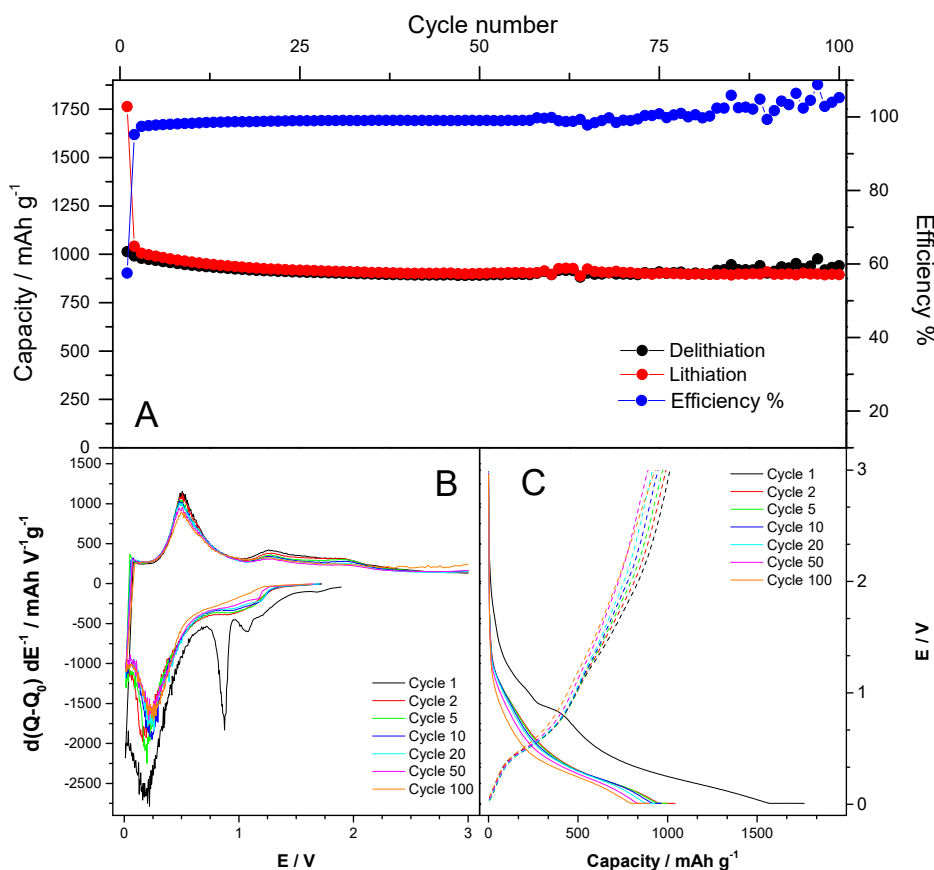 Cycle number
0 25 50 75 100
1750
1500
1250
1000
750
500
250
0
Capacity / mAh g-1
100
80
60
40
20
Efficiency %
Delithiation
Lithiation
Efficiency %
A
1500
1000
500
0
-500
-1000
-1500
-2000
-2500
d(Q-Q0) dE-1 / mAh V-1g
B
Cycle 1
Cycle 2
Cycle 5
Cycle 10
Cycle 20
Cycle 50
Cycle 100
0 1 2 3
E / V
C
Cycle 1
Cycle 2
Cycle 5
Cycle 10
Cycle 20
Cycle 50
Cycle 100
3
2
1
0
E / V
0 500 1000 1500
Capacity / mAh g-1